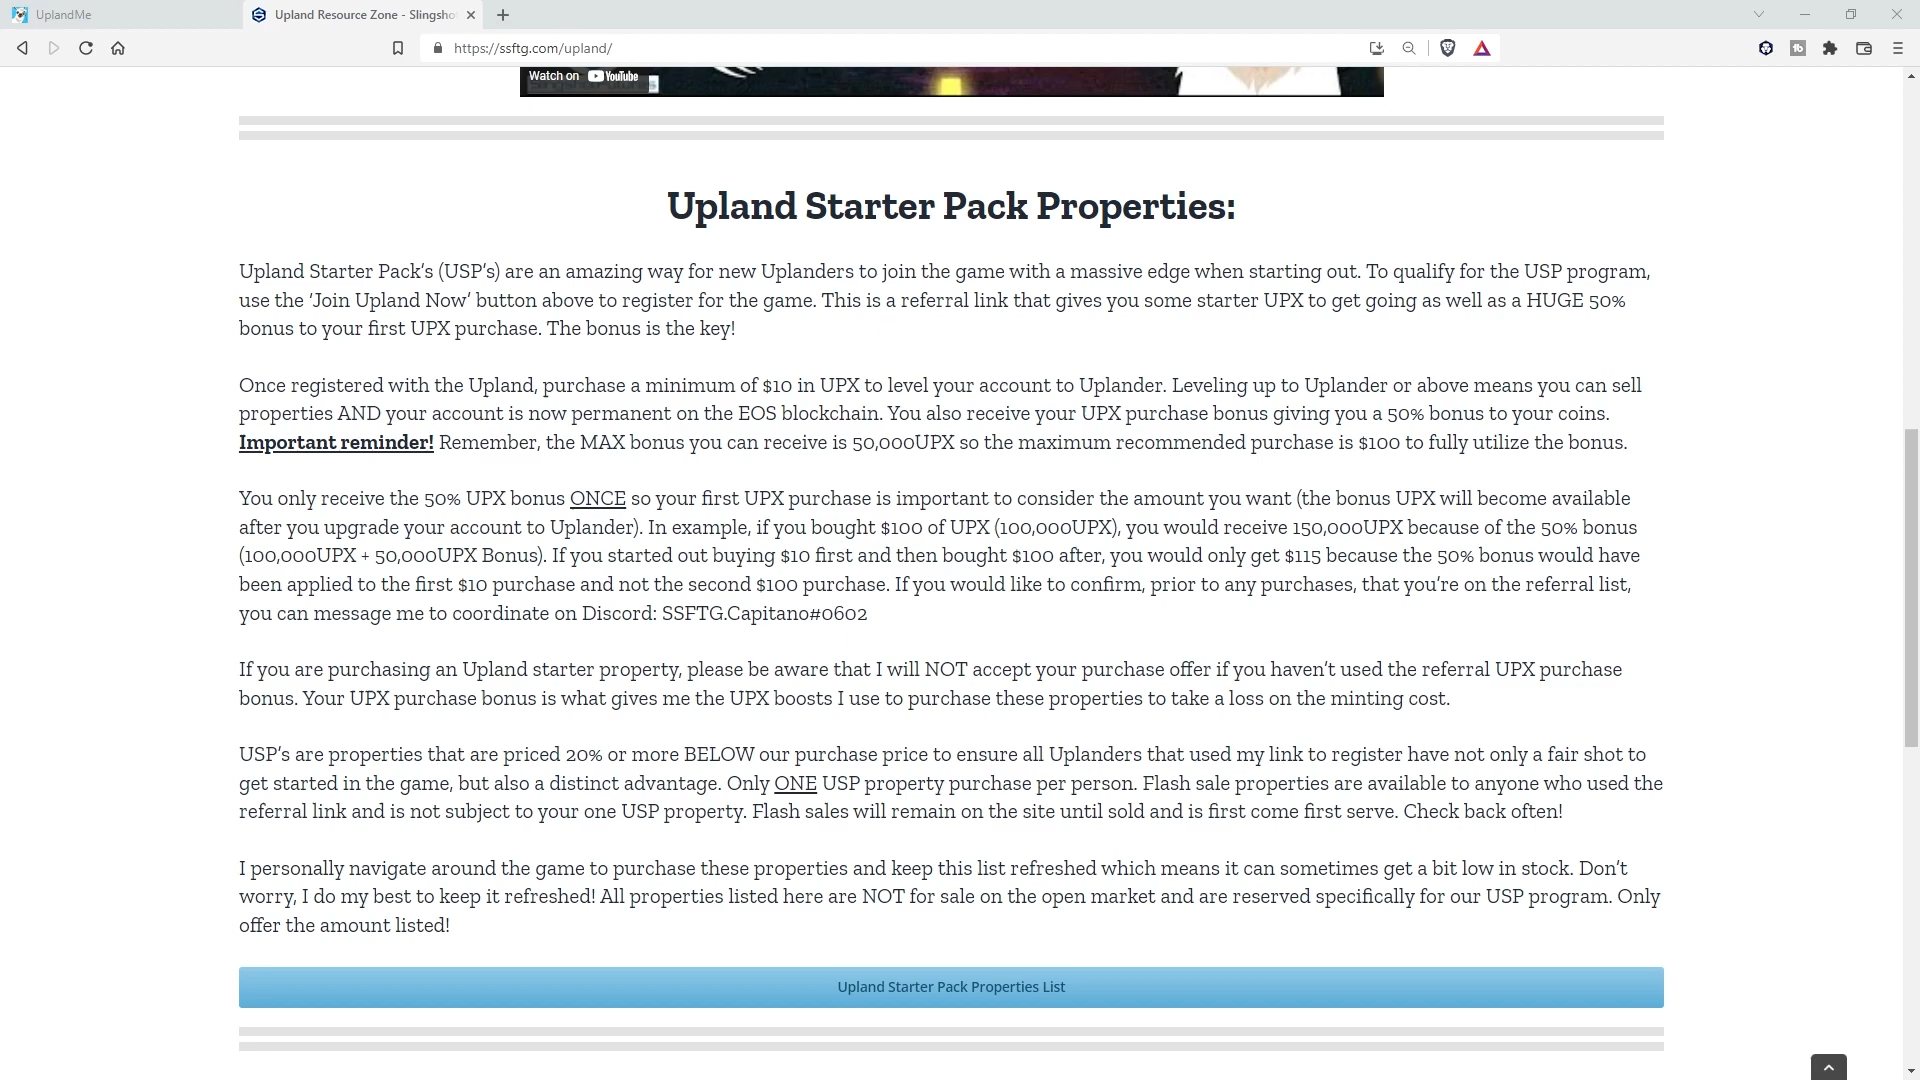 UplandMe
Upland Resource Zone - Slingsho
https://ssftg.com/upland/
Watch on YouTube
Upland Starter Pack Properties:
Upland Starter Pack's (USP's) are an amazing way for new Uplanders to join the game with a massive edge when starting out. To qualify for the USP program,
use the 'Join Upland Now' button above to register for the game. This is a referral link that gives you some starter UPX to get going as well as a HUGE 50%
bonus to your first UPX purchase. The bonus is the key!
Once registered with the Upland, purchase a minimum of $10 in UPX to level your account to Uplander. Leveling up to Uplander or above means you can sell
properties AND your account is now permanent on the EOS blockchain. You also receive your UPX purchase bonus giving you a 50% bonus to your coins.
Important reminder! Remember, the MAX bonus you can receive is 50,000UPX so the maximum recommended purchase is $100 to fully utilize the bonus.
You only receive the 50% UPX bonus ONCE so your first UPX purchase is important to consider the amount you want (the bonus UPX will become available
after you upgrade your account to Uplander). In example, if you bought $100 of UPX (100,000UPX), you would receive 150,000UPX because of the 50% bonus
(100,000UPX + 50,000UPX Bonus). If you started out buying $10 first and then bought $100 after, you would only get $115 because the 50% bonus would have
been applied to the first $10 purchase and not the second $100 purchase. If you would like to confirm, prior to any purchases, that you're on the referral list,
you can message me to coordinate on Discord: SSFTG.Capitano#0602
If you are purchasing an Upland starter property, please be aware that I will NOT accept your purchase offer if you haven't used the referral UPX purchase
bonus. Your UPX purchase bonus is what gives me the UPX boosts I use to purchase these properties to take a loss on the minting cost.
USP's are properties that are priced 20% or more BELOW our purchase price to ensure all Uplanders that used my link to register have not only a fair shot to
get started in the game, but also a distinct advantage. Only ONE USP property purchase per person. Flash sale properties are available to anyone who used the
referral link and is not subject to your one USP property. Flash sales will remain on the site until sold and is first come first serve. Check back often!
I personally navigate around the game to purchase these properties and keep this list refreshed which means it can sometimes get a bit low in stock. Don't
worry, I do my best to keep it refreshed! All properties listed here are NOT for sale on the open market and are reserved specifically for our USP program. Only
offer the amount listed!
Upland Starter Pack Properties List